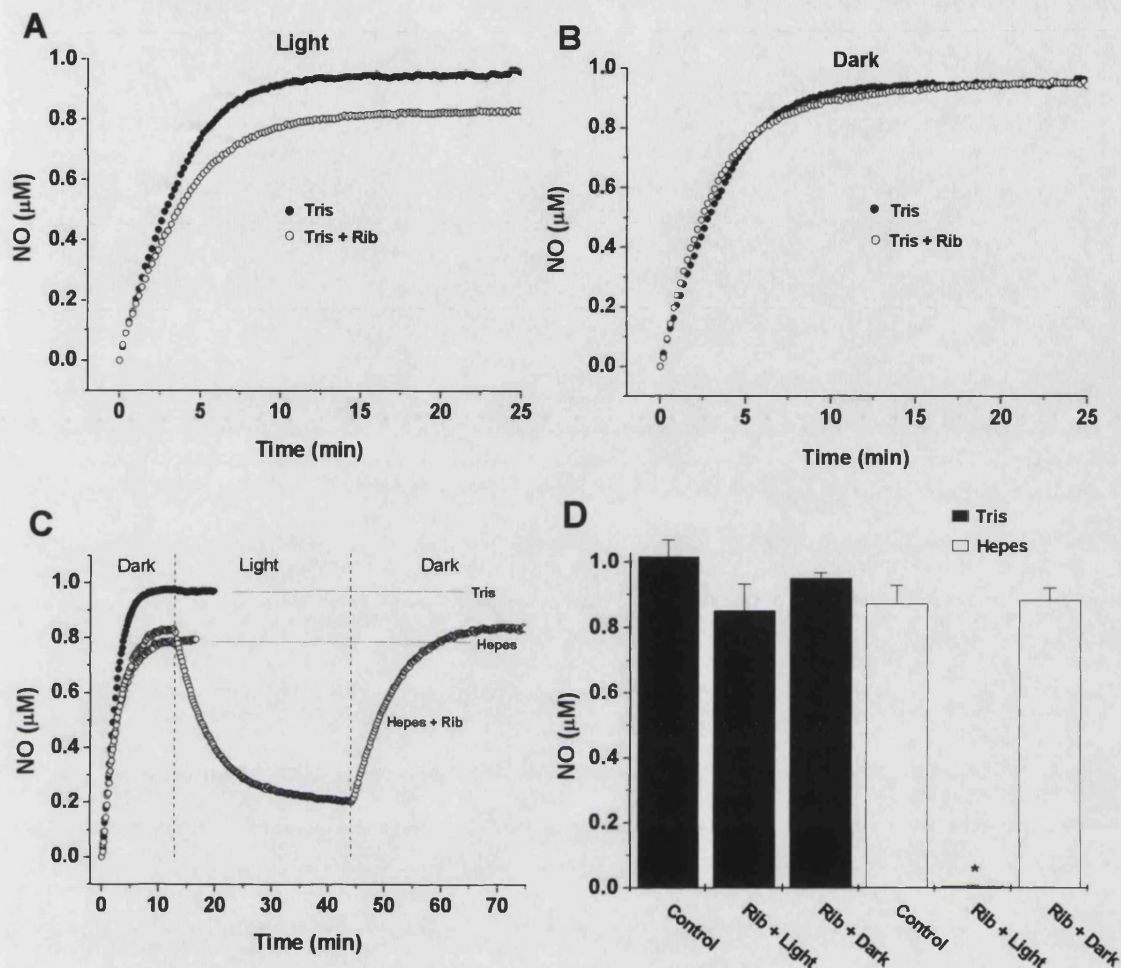 A
Light
1.0
0.8
0.6
0.4
0.2
0.0
NO (µM)
Tris
Tris + Rib
0
5
10
15
20
25
Time (min)
B
Dark
1.0
0.8
0.6
0.4
0.2
0.0
NO (µM)
Tris
Tris + Rib
0
5
10
15
20
25
Time (min)
C
Dark
Light
Dark
1.0
0.8
0.6
0.4
0.2
0.0
NO (µM)
Tris
Hepes
Hepes + Rib
0
10
20
30
40
50
60
70
Time (min)
D
Tris
Hepes
1.0
0.8
0.6
0.4
0.2
0.0
NO (µM)
*
Control
Rib + Light
Rib + Dark
Control
Rib + Light
Rib + Dark